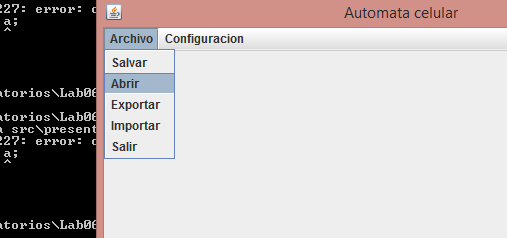 227: error: c
a;
^
atorios\Lab06
atorios\Lab06
a src\present
227: error: c
a;
^
atorios\Lab06
Automata celular
Archivo Configuracion
Salvar
Abrir
Exportar
Importar
Salir